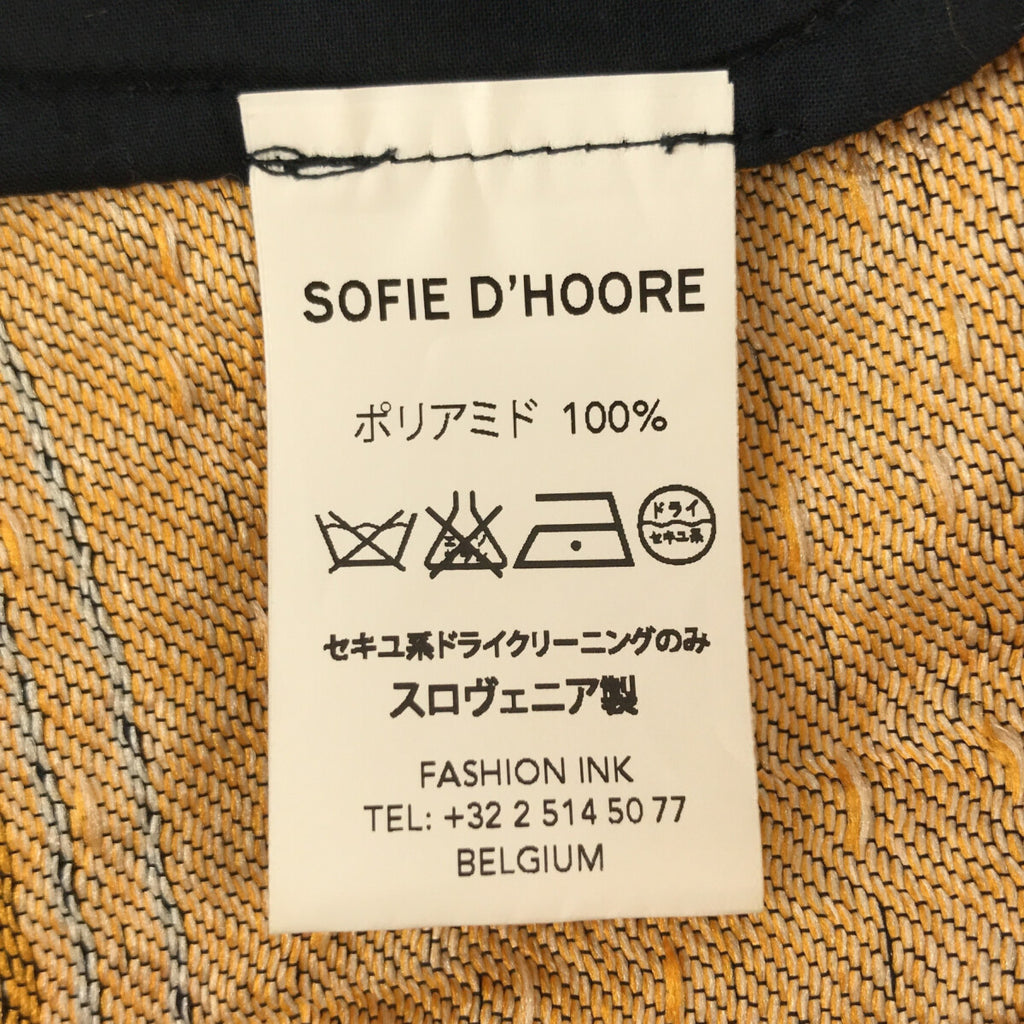 SOFIE D'HOORE
ポリアミド 100%
ドライ
セキユ系
セキユ系ドライクリーニングのみ
スロヴェニア製
FASHION INK
TEL: +32 2 514 50 77
BELGIUM